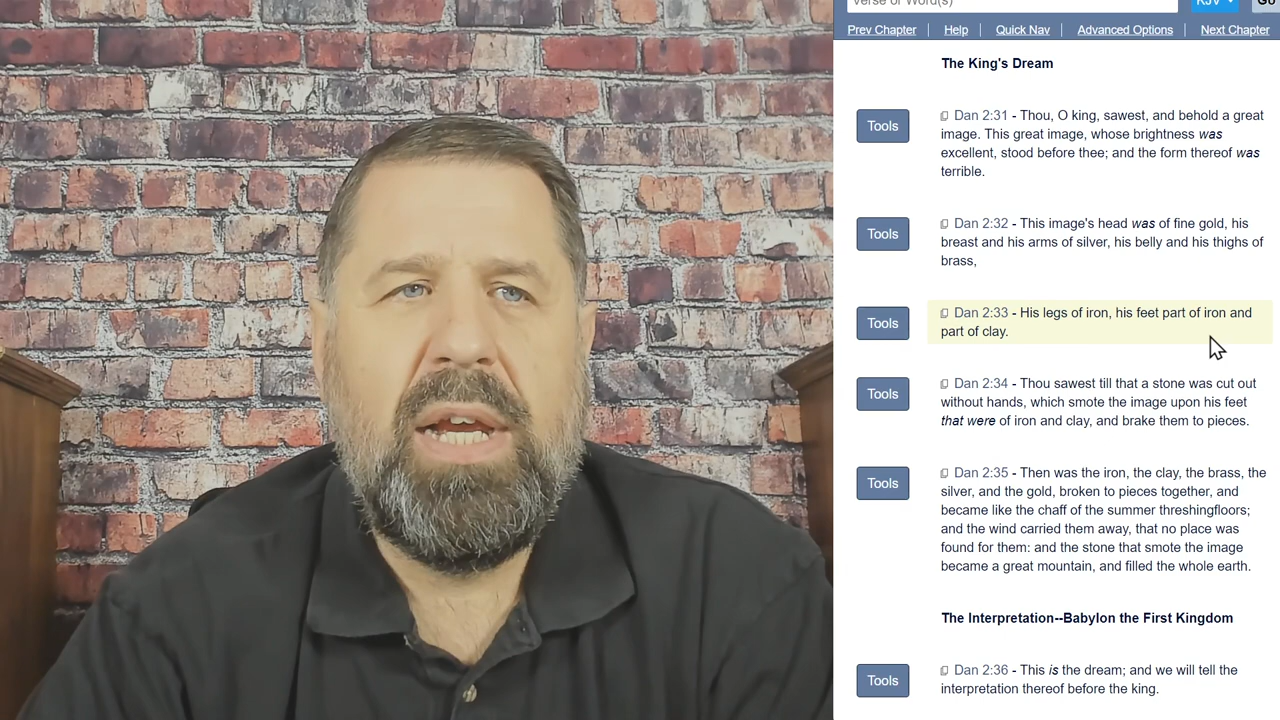 Verse or Word(s)
KJV
Go
Prev Chapter | Help | Quick Nav | Advanced Options | Next Chapter
The King's Dream
Tools
Dan 2:31 - Thou, O king, sawest, and behold a great
image. This great image, whose brightness was
excellent, stood before thee; and the form thereof was
terrible.
Tools
Dan 2:32 - This image's head was of fine gold, his
breast and his arms of silver, his belly and his thighs of
brass,
Tools
Dan 2:33 - His legs of iron, his feet part of iron and
part of clay.
Tools
Dan 2:34 - Thou sawest till that a stone was cut out
without hands, which smote the image upon his feet
that were of iron and clay, and brake them to pieces.
Tools
Dan 2:35 - Then was the iron, the clay, the brass, the
silver, and the gold, broken to pieces together, and
became like the chaff of the summer threshingfloors;
and the wind carried them away, that no place was
found for them: and the stone that smote the image
became a great mountain, and filled the whole earth.
The Interpretation--Babylon the First Kingdom
Tools
Dan 2:36 - This is the dream; and we will tell the
interpretation thereof before the king.